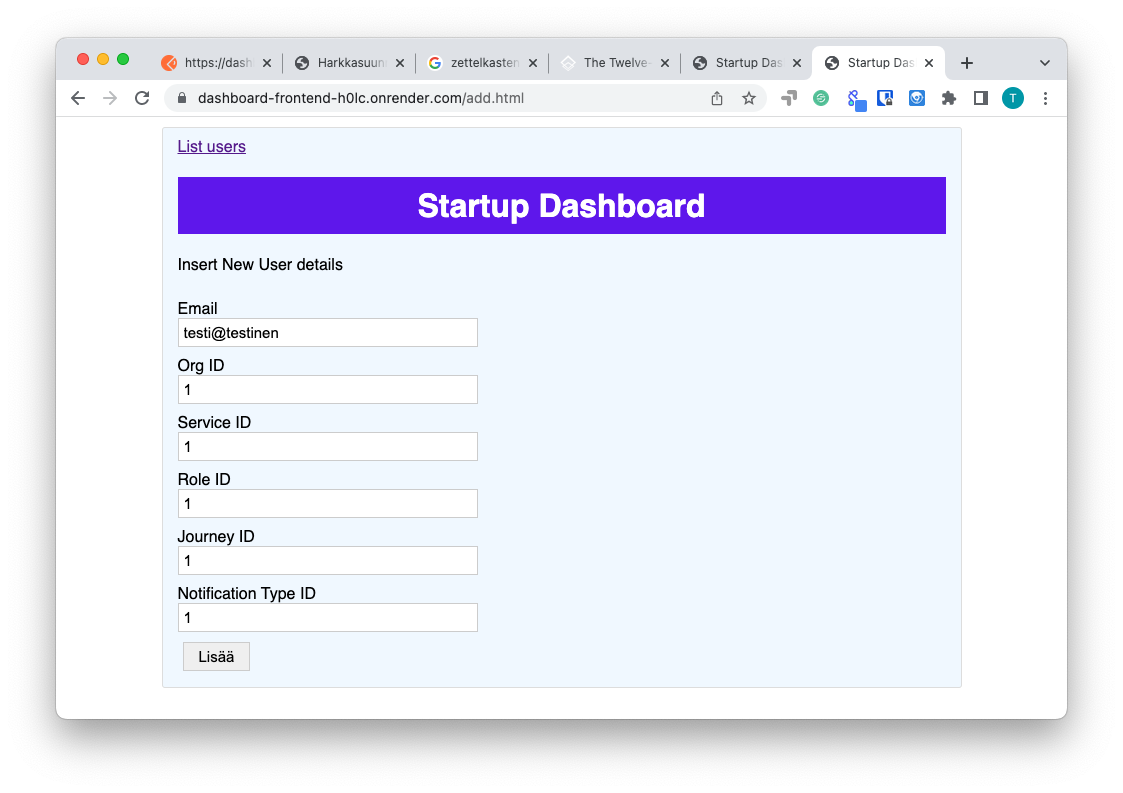 https://dash
Harkkasuun
zettelkasten
The Twelve-
Startup Das
Startup Das
dashboard-frontend-h0lc.onrender.com/add.html
T
List users
Startup Dashboard
Insert New User details
Email
testi@testinen
Org ID
1
Service ID
1
Role ID
1
Journey ID
1
Notification Type ID
1
Lisää